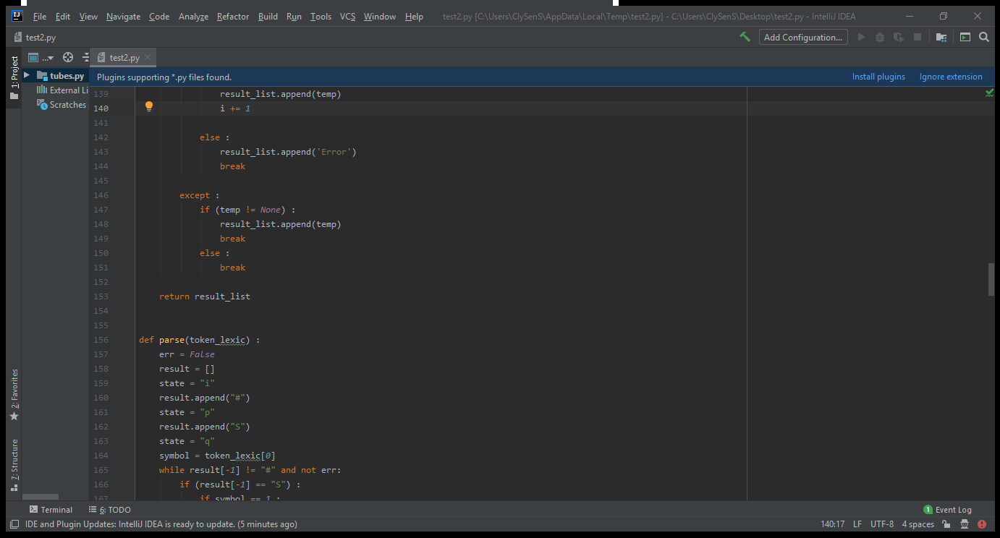 File Edit View Navigate Code Analyze Refactor Build Run Tools VCS Window Help test2.py [C:\Users\ClySenS\AppData\Local\Temp\test2.py] - C:\Users\ClySenS\Desktop\test2.py - IntelliJ IDEA
test2.py Add Configuration...
1: Project
... test2.py
tubes.py
External Li
Scratches
Plugins supporting *.py files found. Install plugins Ignore extension
139 result_list.append(temp)
140 i += 1
141
142 else :
143 result_list.append('Error')
144 break
145
146 except :
147 if (temp != None) :
148 result_list.append(temp)
149 break
150 else :
151 break
152
153 return result_list
154
155
156 def parse(token_lexic) :
157 err = False
158 result = []
159 state = "i"
160 result.append("#")
161 state = "p"
162 result.append("S")
163 state = "q"
164 symbol = token_lexic[0]
165 while result[-1] != "#" and not err:
166 if (result[-1] == "S") :
167 if symbol == 1 :
2: Favorites
7: Structure
Terminal 6: TODO 1 Event Log
IDE and Plugin Updates: IntelliJ IDEA is ready to update. (5 minutes ago) 140:17 LF UTF-8 4 spaces